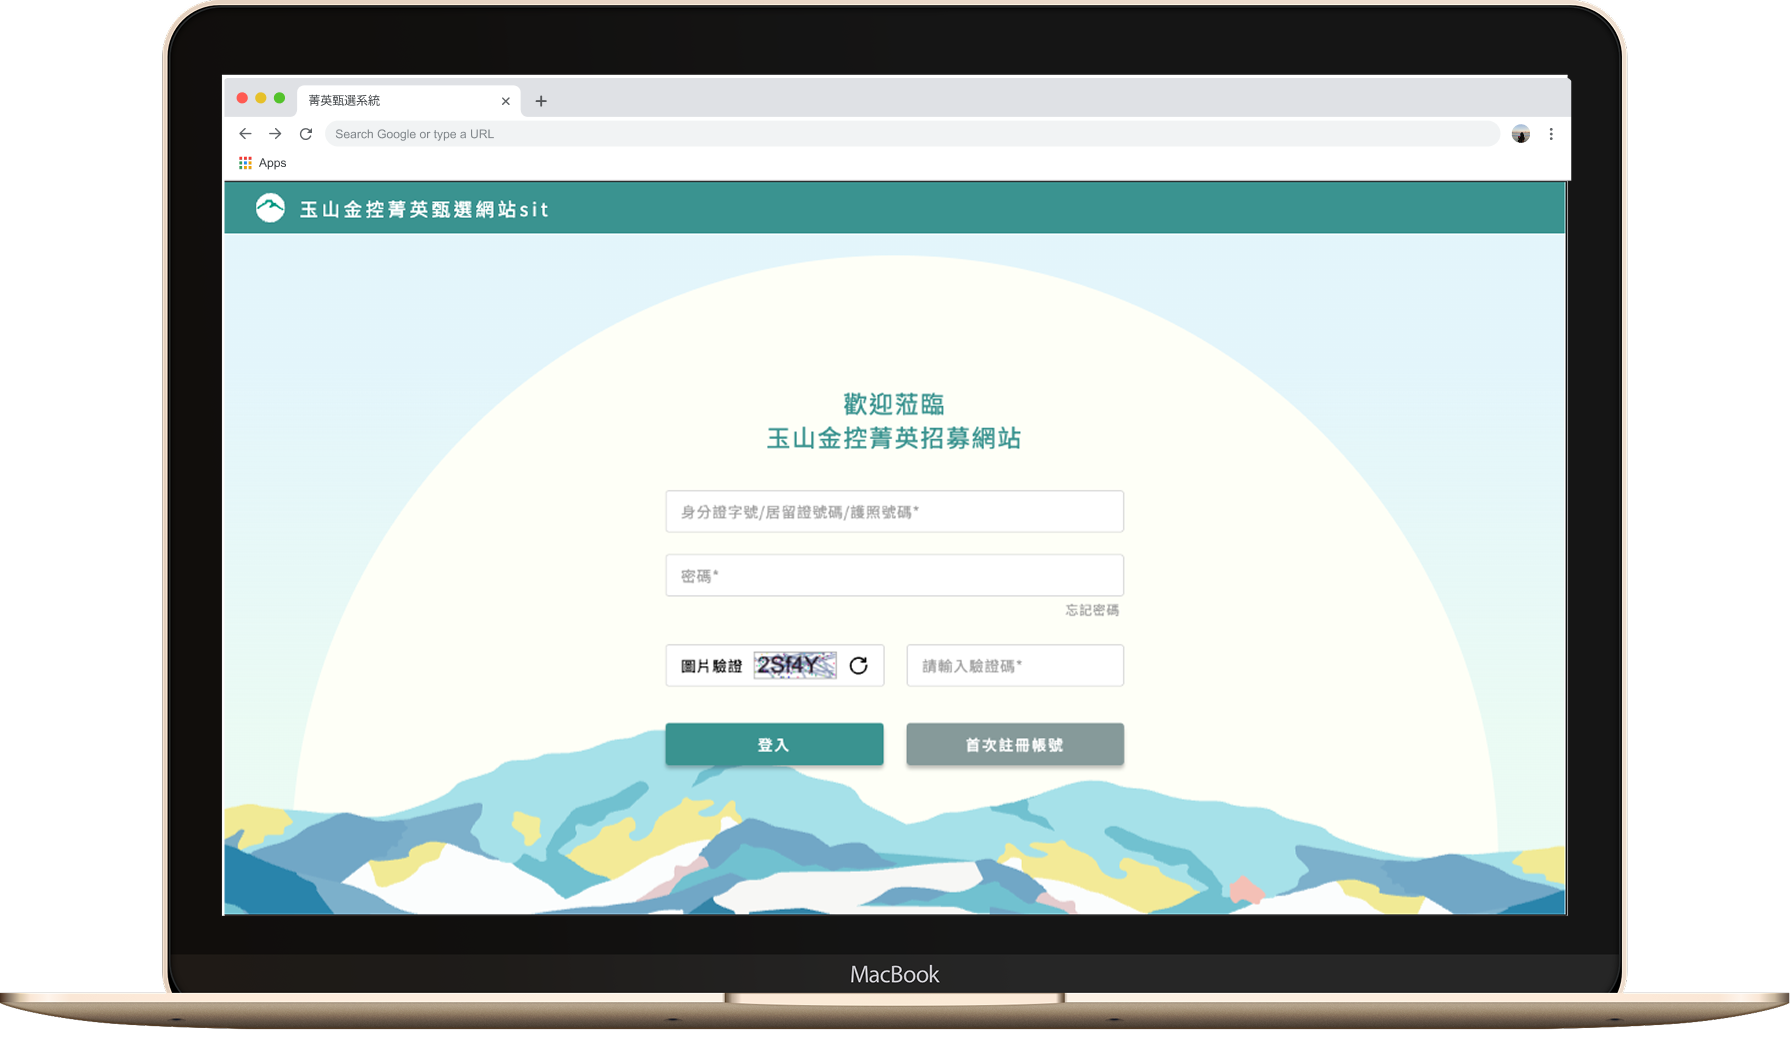 菁英甄選系統
Search Google or type a URL
Apps
玉山金控菁英甄選網站sit
歡迎蒞臨
玉山金控菁英招募網站
身分證字號/居留證號碼/護照號碼*
密碼*
忘記密碼
圖片驗證 2Sf4Y 請輸入驗證碼*
登入 首次註冊帳號
MacBook